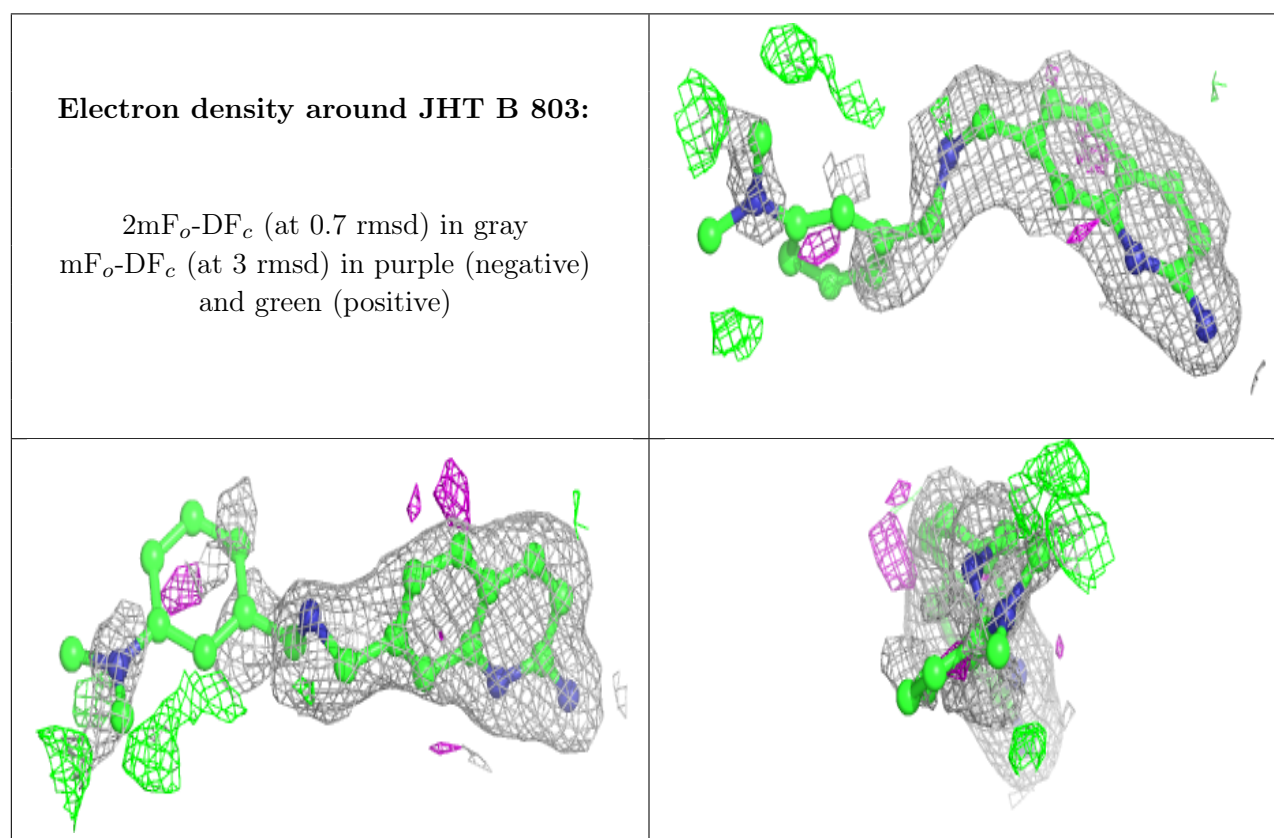 Electron density around JHT B 803:
2mFo-DFc (at 0.7 rmsd) in gray
mFo-DFc (at 3 rmsd) in purple (negative)
and green (positive)